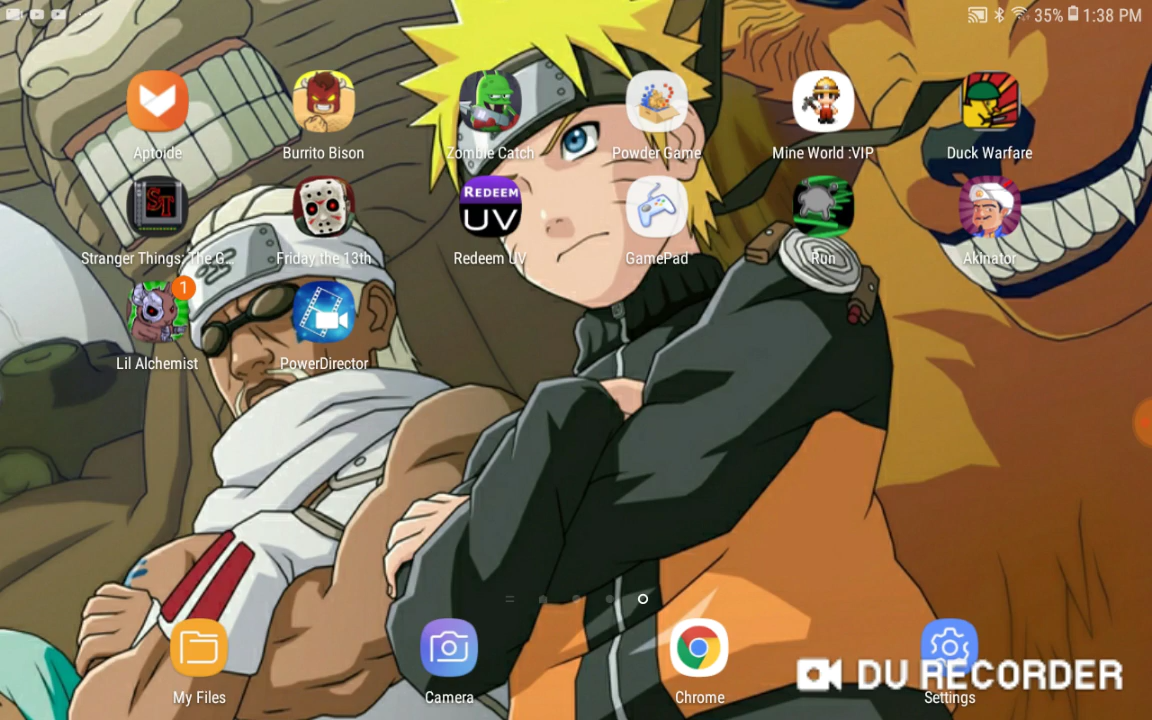 35% 1:38 PM
Aptoide Burrito Bison Zombie Catch Powder Game Mine World :VIP Duck Warfare
ST REDEEM
UV
Stranger Things: The G... Friday the 13th Redeem UV GamePad Run Akinator
1
Lil Alchemist PowerDirector
DU RECORDER
My Files Camera Chrome Settings